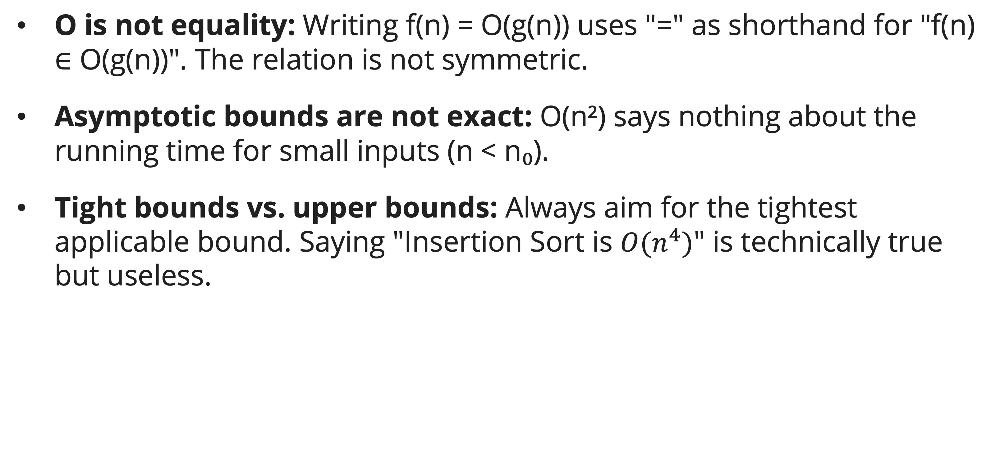 • O is not equality: Writing f(n) = O(g(n)) uses "=" as shorthand for "f(n)
∈ O(g(n))". The relation is not symmetric.
• Asymptotic bounds are not exact: O(n²) says nothing about the
running time for small inputs (n < n₀).
• Tight bounds vs. upper bounds: Always aim for the tightest
applicable bound. Saying "Insertion Sort is O(n⁴)" is technically true
but useless.